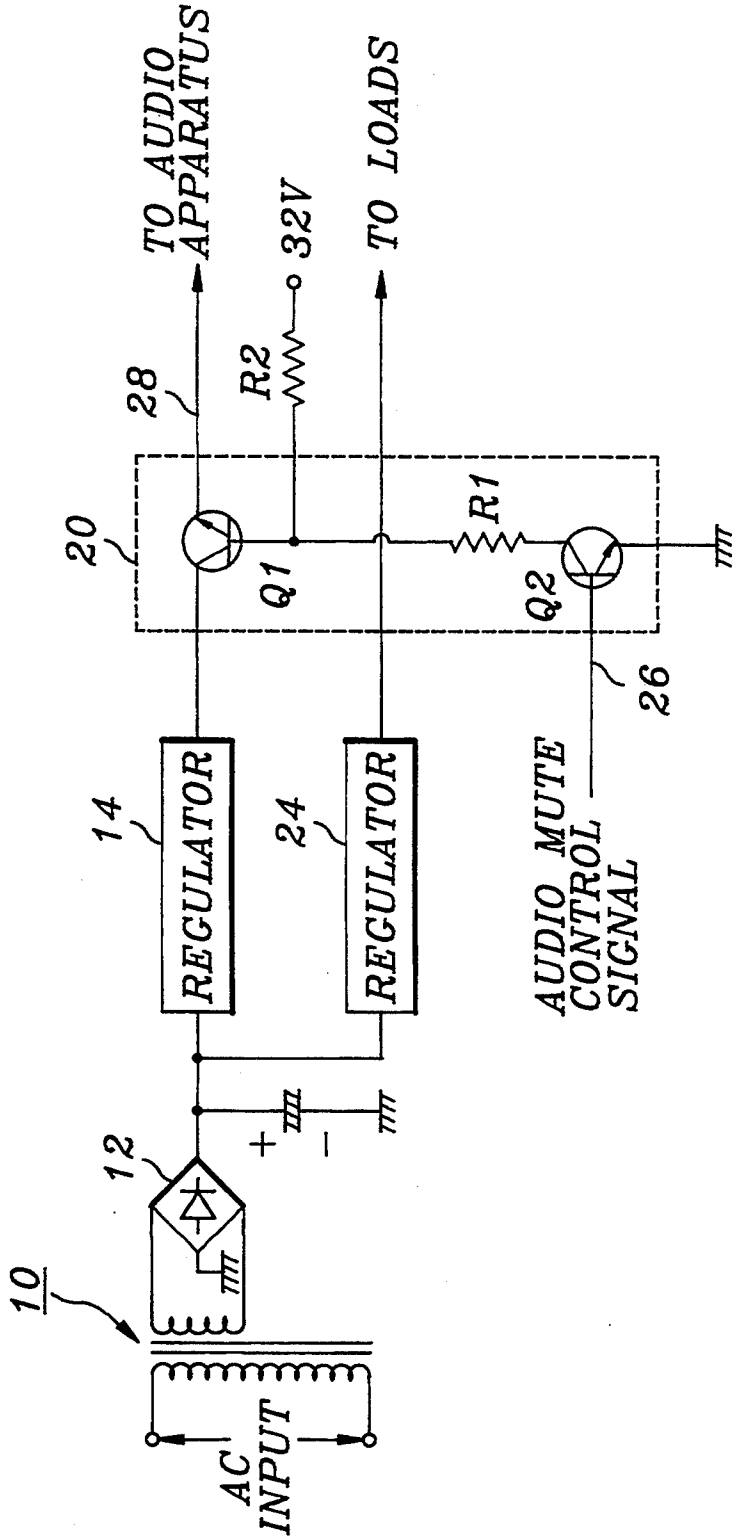 10
AC
INPUT
12
+
-
14
REGULATOR
24
REGULATOR
AUDIO MUTE
CONTROL
SIGNAL
26
20
Q1
Q2
R1
R2
32V
28
TO AUDIO
APPARATUS
TO LOADS